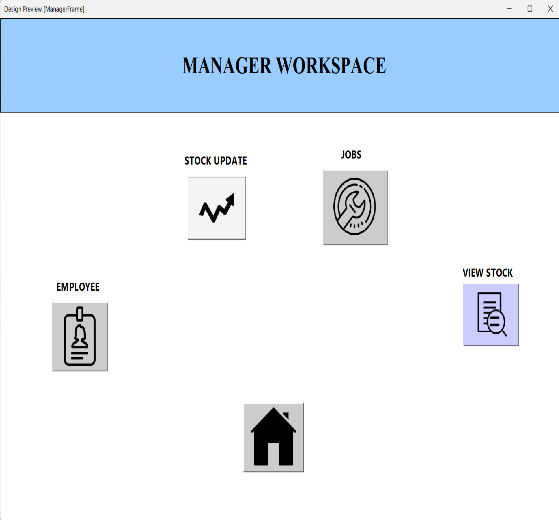 Design Preview [ManagerFrame]
MANAGER WORKSPACE
STOCK UPDATE
JOBS
EMPLOYEE
VIEW STOCK